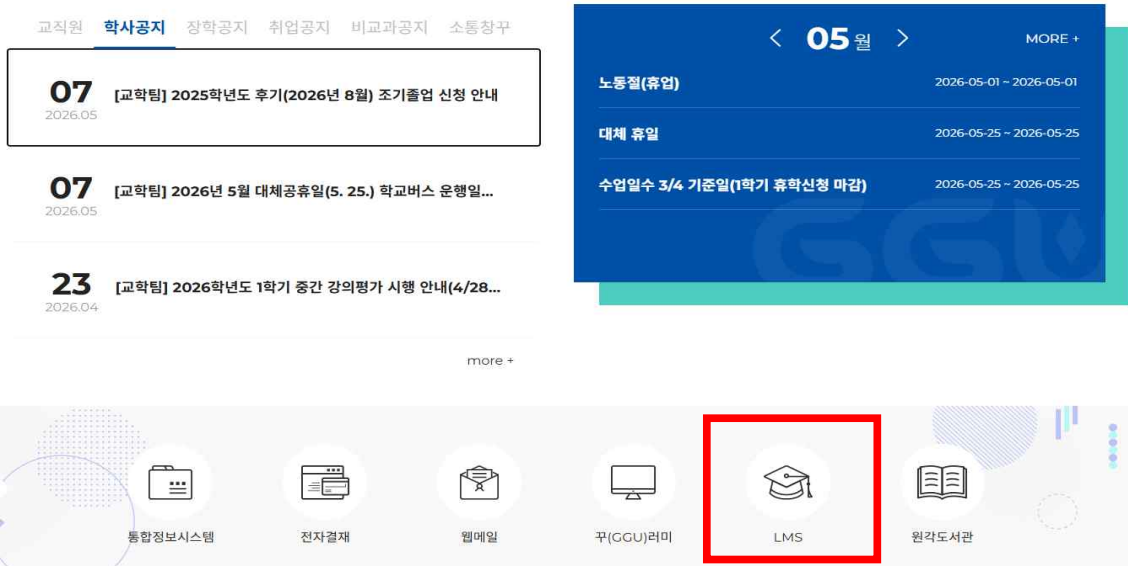 교직원 학사공지 장학공지 취업공지 비교과공지 소통창꾸
07
2026.05
[교학팀] 2025학년도 후기(2026년 8월) 조기졸업 신청 안내
07
2026.05
[교학팀] 2026년 5월 대체공휴일(5. 25.) 학교버스 운행일...
23
2026.04
[교학팀] 2026학년도 1학기 중간 강의평가 시행 안내(4/28...
more +
< 05월 >
MORE +
노동절(휴업) 2026-05-01 ~ 2026-05-01
대체 휴일 2026-05-25 ~ 2026-05-25
수업일수 3/4 기준일(1학기 휴학신청 마감) 2026-05-25 ~ 2026-05-25
GGU
통합정보시스템 전자결재 웹메일 꾸(GGU)러미 LMS 원각도서관